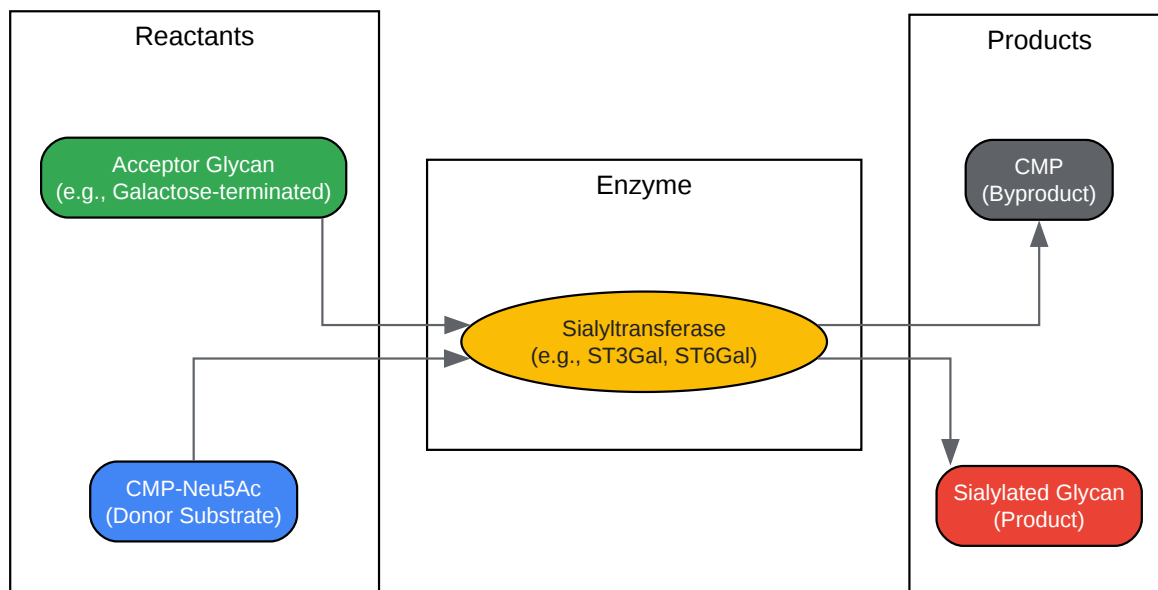 Reactants
Acceptor Glycan
(e.g., Galactose-terminated)
CMP-Neu5Ac
(Donor Substrate)
Enzyme
Sialyltransferase
(e.g., ST3Gal, ST6Gal)
Products
CMP
(Byproduct)
Sialylated Glycan
(Product)